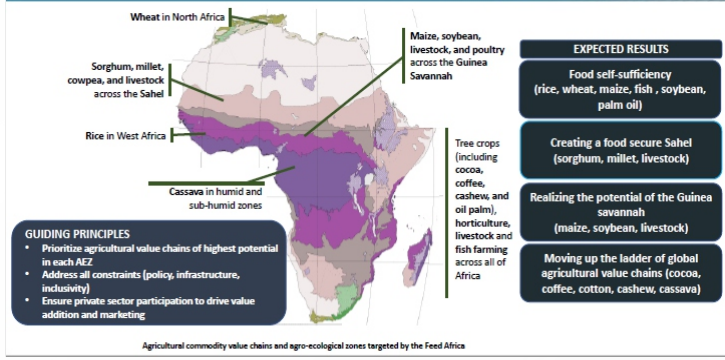 Wheat in North Africa
Sorghum, millet,
cowpea, and livestock
across the Sahel
Rice in West Africa
Cassava in humid and
sub-humid zones
Maize, soybean,
livestock, and poultry
across the Guinea
Savannah
Tree crops
(including
cocoa,
coffee,
cashew, and
oil palm),
horticulture,
livestock and
fish farming
across all of
Africa
GUIDING PRINCIPLES
• Prioritize agricultural value chains of highest potential
in each AEZ
• Address all constraints (policy, infrastructure,
inclusivity)
• Ensure private sector participation to drive value
addition and marketing
EXPECTED RESULTS
Food self-sufficiency
(rice, wheat, maize, fish , soybean,
palm oil)
Creating a food secure Sahel
(sorghum, millet, livestock)
Realizing the potential of the Guinea
savannah
(maize, soybean, livestock)
Moving up the ladder of global
agricultural value chains (cocoa,
coffee, cotton, cashew, cassava)
Agricultural commodity value chains and agro-ecological zones targeted by the Feed Africa